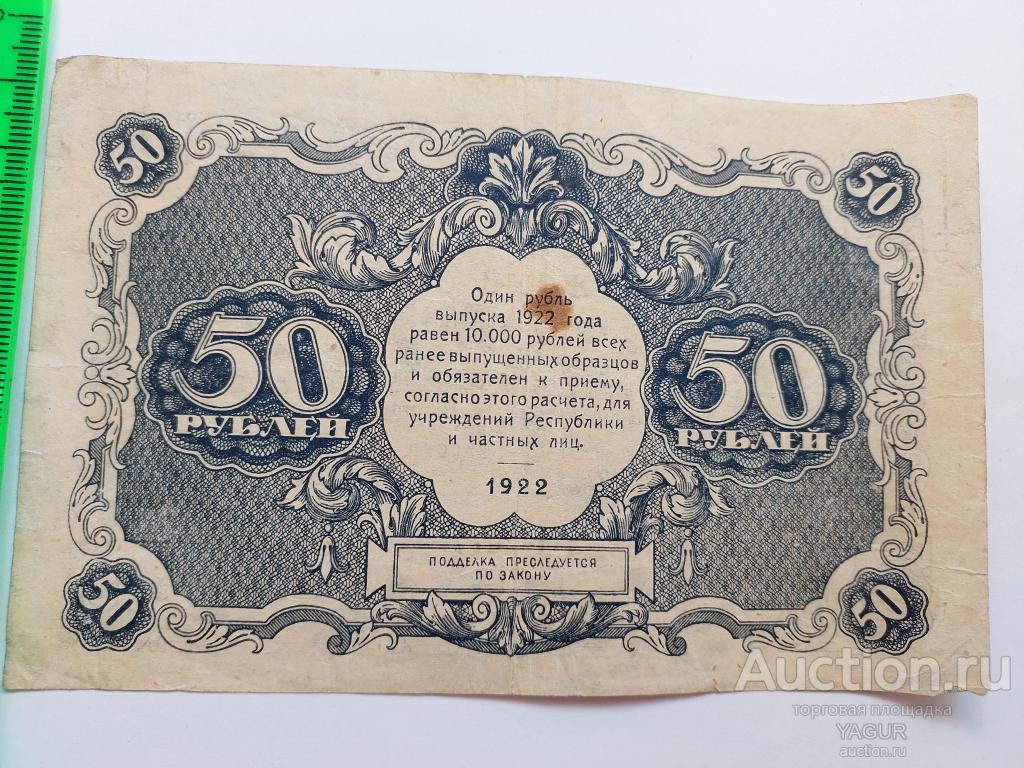 50
50
Один рубль
выпуска 1922 года
равен 10.000 рублей всех
ранее выпущенных образцов
и обязателен к приему,
согласно этого расчета, для
учреждений Республики
и частных лиц.
1922
50
РУБЛЕЙ
50
РУБЛЕЙ
ПОДДЕЛКА ПРЕСЛЕДУЕТСЯ
ПО ЗАКОНУ
50
50
Auction.ru
торговая площадка
YAGUR
auction.ru